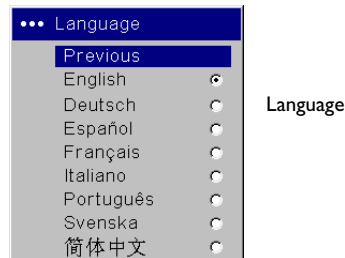 ••• Language
Previous
English
Deutsch
Language
Español
Français
Italiano
Português
Svenska
简体中文